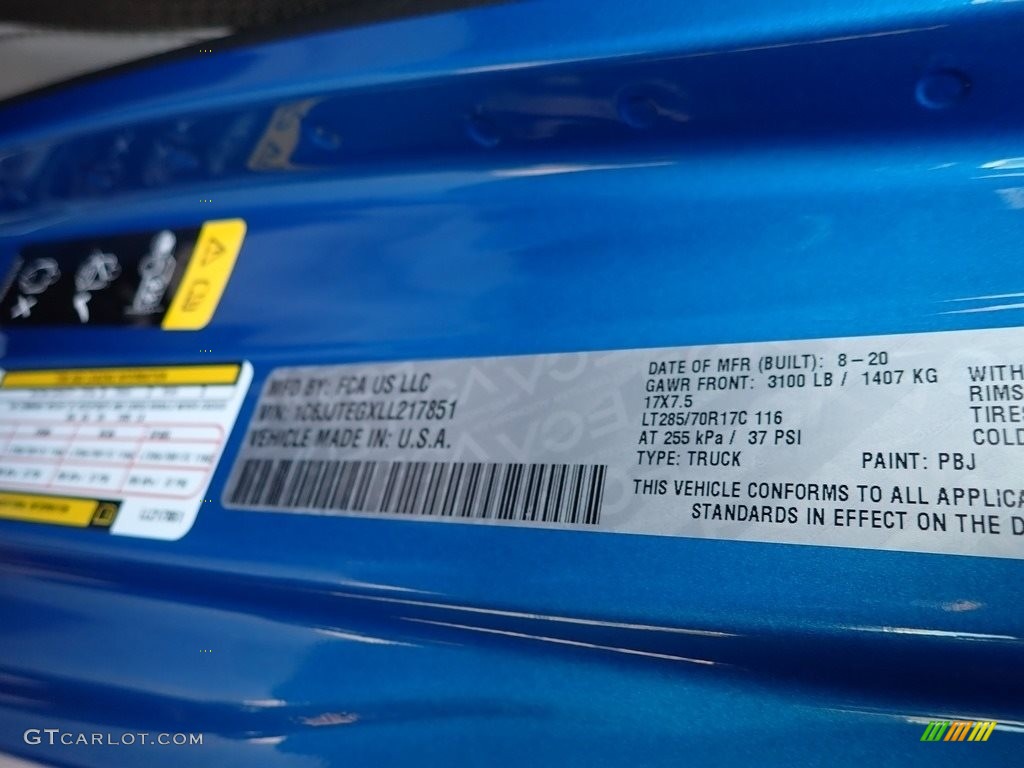 MFD BY: FCA US LLC
VIN: 1C6JJTEGXLL217851
VEHICLE MADE IN: U.S.A.
DATE OF MFR (BUILT): 8-20
GAWR FRONT: 3100 LB / 1407 KG
17X7.5
LT285/70R17C 116
AT 255 kPa / 37 PSI
TYPE: TRUCK PAINT: PBJ
THIS VEHICLE CONFORMS TO ALL APPLICA
STANDARDS IN EFFECT ON THE D
WITH
RIMS
TIRES
COLD
LL217851
GTCARLOT.COM